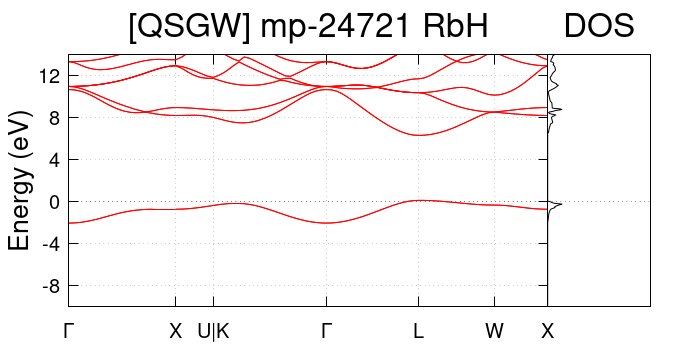 [QSGW] mp-24721 RbH DOS
Energy (eV)
12
8
4
0
-4
-8
Γ X U|K Γ L W X